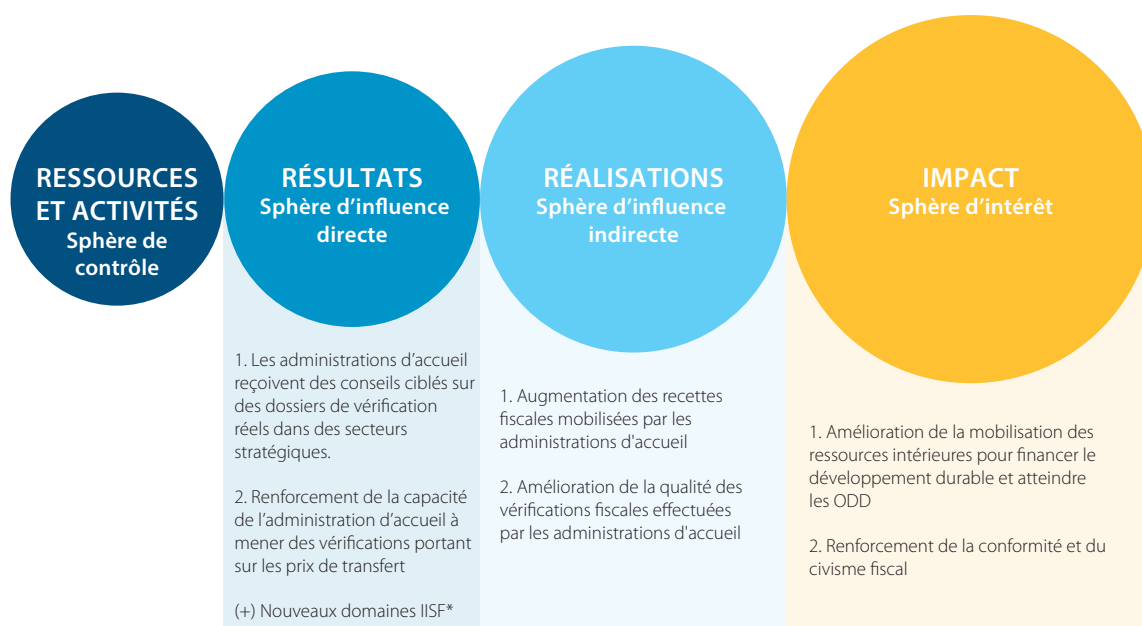 RESSOURCES
ET ACTIVITÉS
Sphère de
contrôle
RÉSULTATS
Sphère d’influence
directe
1. Les administrations d’accueil
reçoivent des conseils ciblés sur
des dossiers de vérification
réels dans des secteurs
stratégiques.
2. Renforcement de la capacité
de l’administration d’accueil à
mener des vérifications portant
sur les prix de transfert
(+) Nouveaux domaines IISF*
RÉALISATIONS
Sphère d’influence
indirecte
1. Augmentation des recettes
fiscales mobilisées par les
administrations d'accueil
2. Amélioration de la qualité des
vérifications fiscales effectuées
par les administrations d'accueil
IMPACT
Sphère d’intérêt
1. Amélioration de la mobilisation des
ressources intérieures pour financer le
développement durable et atteindre
les ODD
2. Renforcement de la conformité et du
civisme fiscal